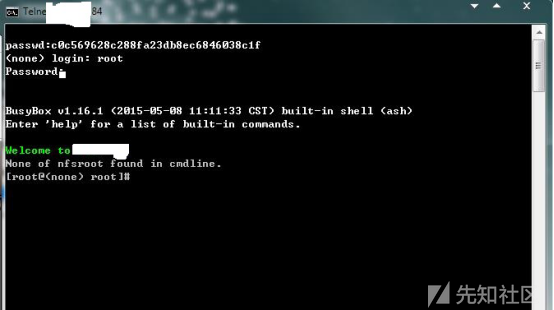 Telne 84
passwd:c0c569628c288fa23db8ec6846038c1f
(none) login: root
Password:
BusyBox v1.16.1 (2015-05-08 11:11:33 CST) built-in shell (ash)
Enter 'help' for a list of built-in commands.
Welcome to
None of nfsroot found in cmdline.
[root@(none) root]#
先知社区